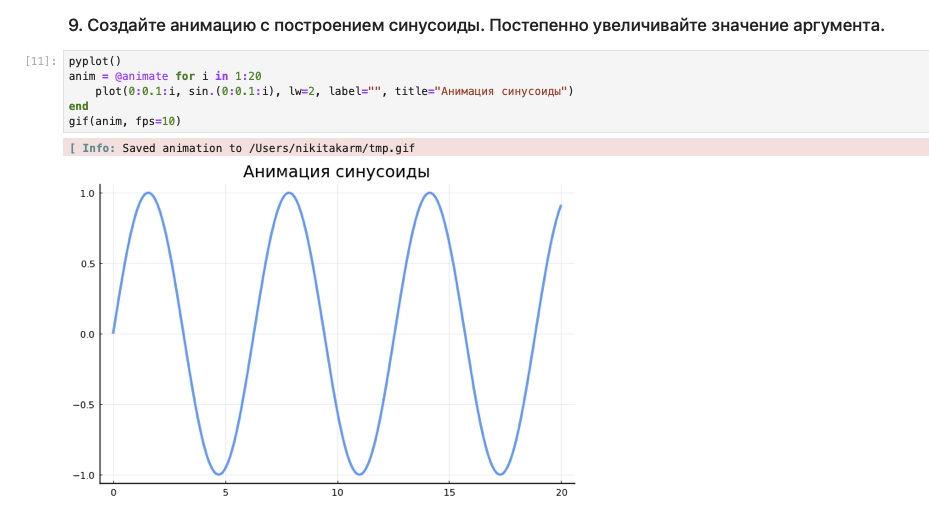 9. Создайте анимацию с построением синусоиды. Постепенно увеличивайте значение аргумента.
[11]: pyplot()
anim = @animate for i in 1:20
    plot(0:0.1:i, sin.(0:0.1:i), lw=2, label="", title="Анимация синусоиды")
end
gif(anim, fps=10)
[ Info: Saved animation to /Users/nikitakarm/tmp.gif
Анимация синусоиды
1.0
0.5
0.0
−0.5
−1.0
0 5 10 15 20